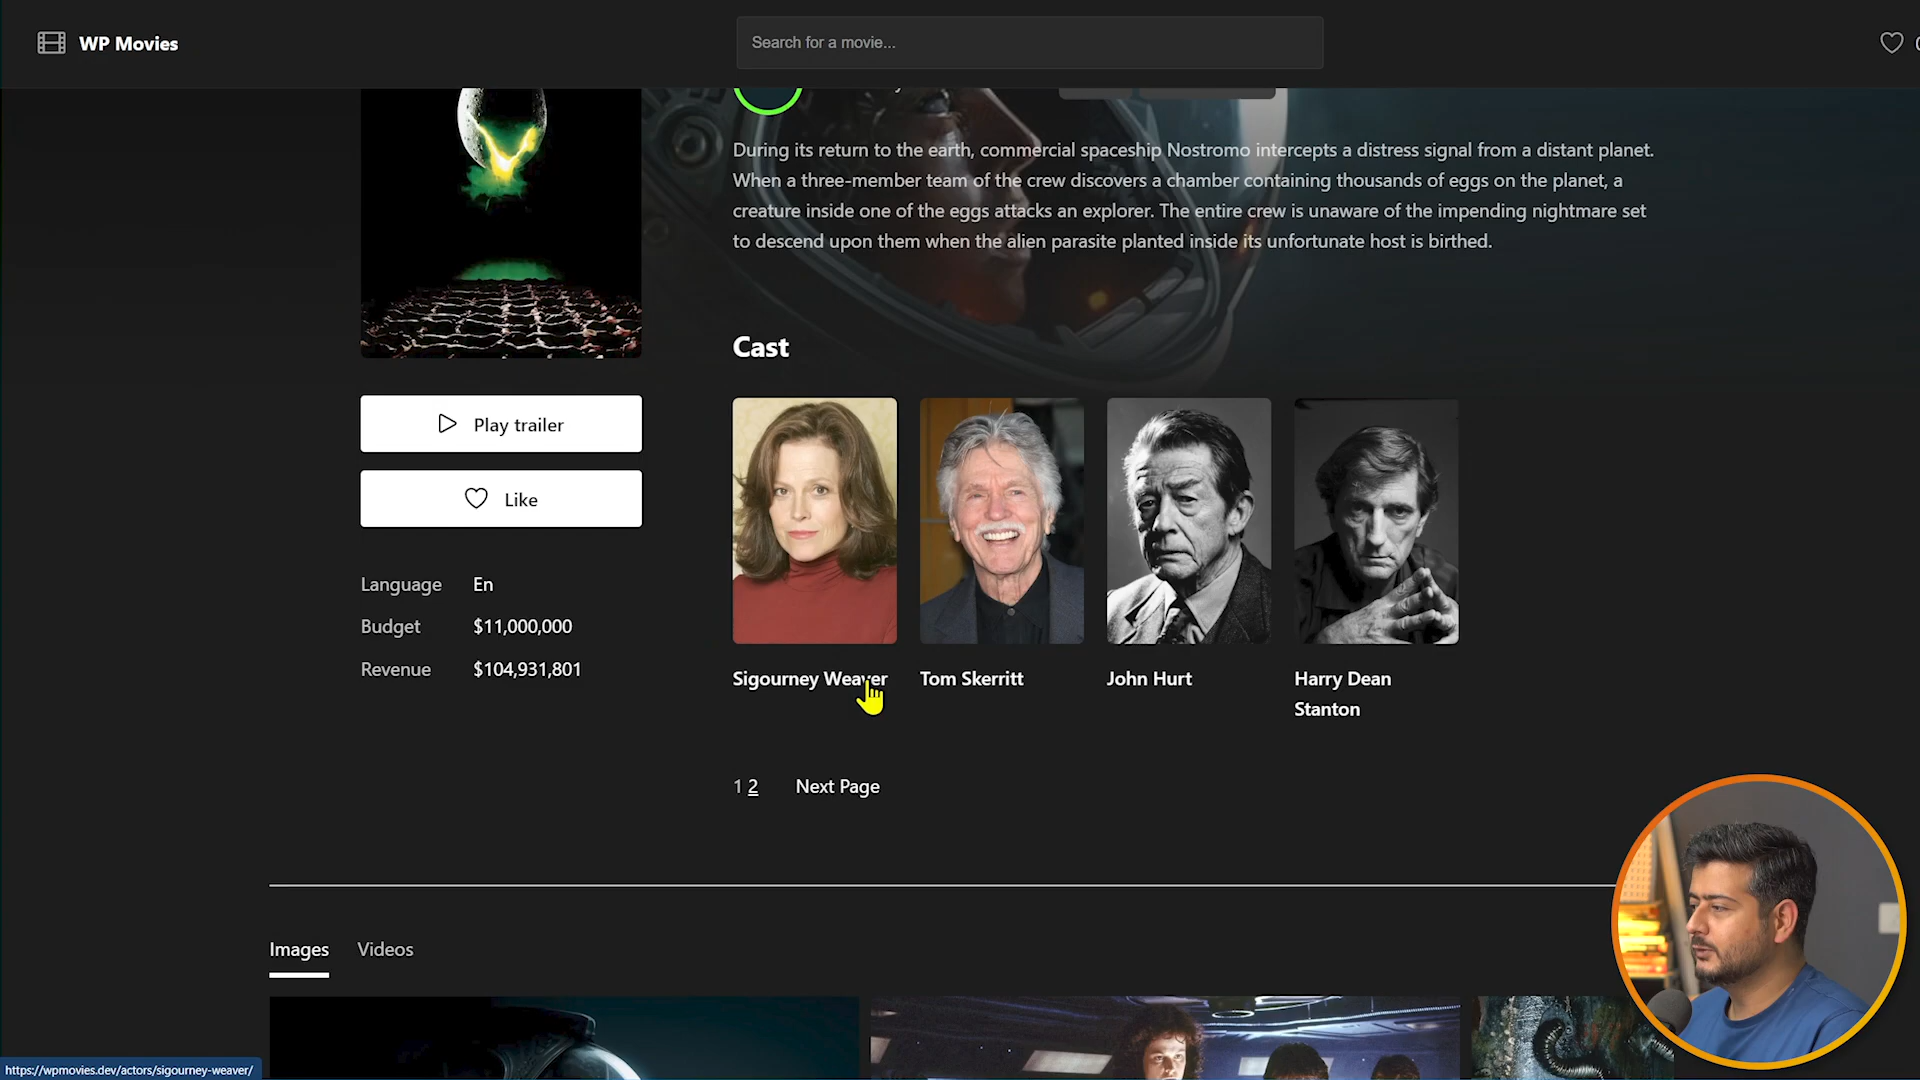 WP Movies
Search for a movie...
During its return to the earth, commercial spaceship Nostromo intercepts a distress signal from a distant planet.
When a three-member team of the crew discovers a chamber containing thousands of eggs on the planet, a
creature inside one of the eggs attacks an explorer. The entire crew is unaware of the impending nightmare set
to descend upon them when the alien parasite planted inside its unfortunate host is birthed.
Play trailer
Like
Language En
Budget $11,000,000
Revenue $104,931,801
Cast
Sigourney Weaver
Tom Skerritt
John Hurt
Harry Dean
Stanton
1 2 Next Page
Images Videos
https://wpmovies.dev/actors/sigourney-weaver/